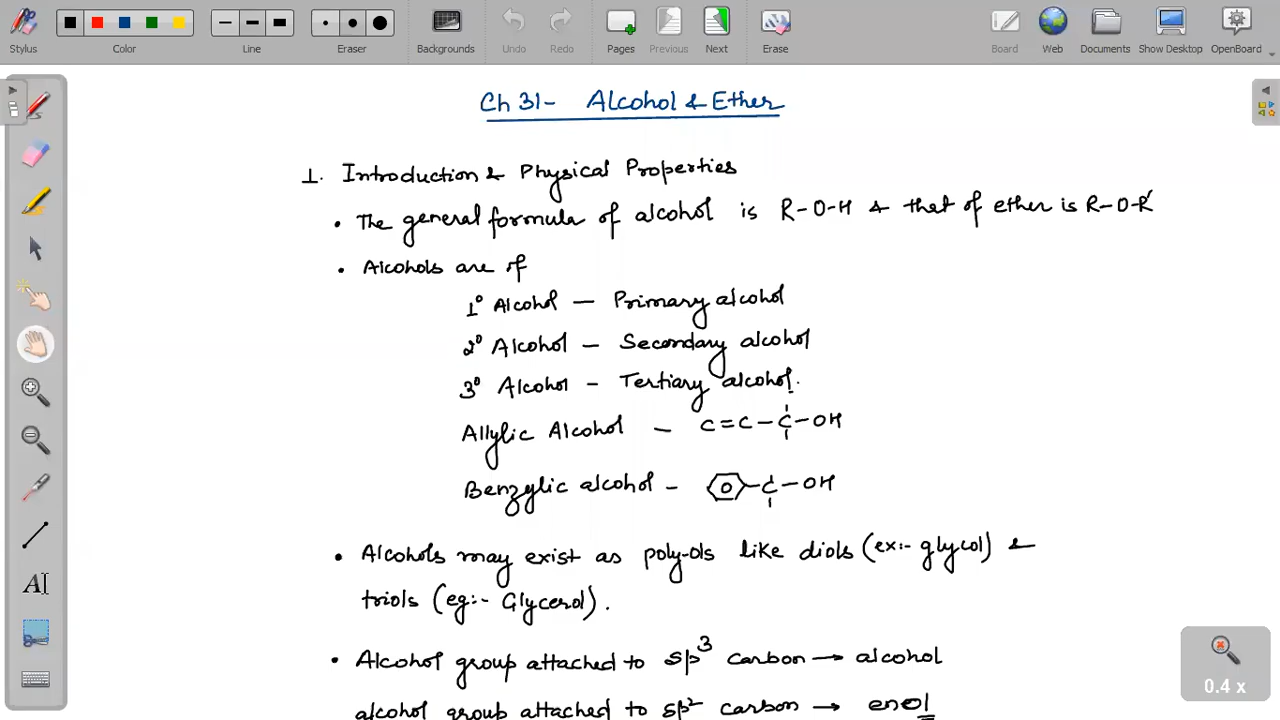 Stylus Color Line Eraser Backgrounds Undo Redo Pages Previous Next Erase Board Web Documents Show Desktop OpenBoard
Ch 31- Alcohol & Ether
1. Introduction & Physical Properties
• The general formula of alcohol is R-O-H & that of ether is R-O-R'
• Alcohols are of
1° Alcohol — Primary alcohol
2° Alcohol – Secondary alcohol
3° Alcohol – Tertiary alcohol.
Allylic Alcohol – C=C-C-OH
Benzylic alcohol – C-OH
• Alcohols may exist as poly-ols like diols (ex:- glycol) &
triols (eg:- Glycerol).
• Alcohol group attached to sp³ carbon → alcohol
alcohol group attached to sp² carbon → enol
AI
0.4 x